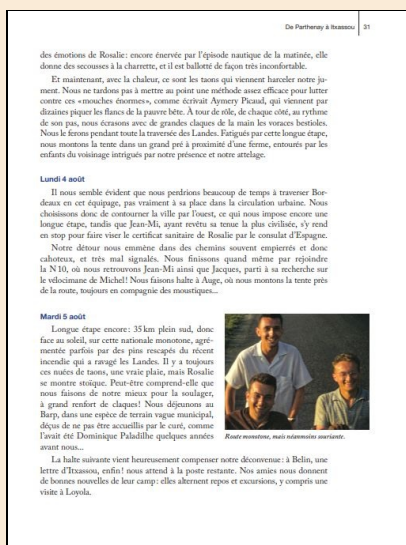 De Parthenay à Itxassou | 31
des émotions de Rosalie : encore énervée par l'épisode nautique de la matinée, elle
donne des secousses à la charrette, et il est ballotté de façon très inconfortable.
Et maintenant, avec la chaleur, ce sont les taons qui viennent harceler notre ju-
ment. Nous ne tardons pas à mettre au point une méthode assez efficace pour lutter
contre ces « mouches énormes », comme écrivait Aymery Picaud, qui viennent par
dizaines piquer les flancs de la pauvre bête. À tour de rôle, de chaque côté, au rythme
de son pas, nous écrasons avec de grandes claques de la main les voraces bestioles.
Nous le ferons pendant toute la traversée des Landes. Fatigués par cette longue étape,
nous montons la tente dans un grand pré à proximité d'une ferme, entourés par les
enfants du voisinage intrigués par notre présence et notre attelage.
Lundi 4 août
Il nous semble évident que nous perdrions beaucoup de temps à traverser Bor-
deaux en cet équipage, pas vraiment à sa place dans la circulation urbaine. Nous
choisissons donc de contourner la ville par l'ouest, ce qui nous impose encore une
longue étape, tandis que Jean-Mi, ayant revêtu sa tenue la plus civilisée, s'y rend
en stop pour faire viser le certificat sanitaire de Rosalie par le consulat d'Espagne.
Notre détour nous emmène dans des chemins souvent empierrés et donc
cahoteux, et très mal signalés. Nous finissons quand même par rejoindre
la N 10, où nous retrouvons Jean-Mi ainsi que Jacques, parti à sa recherche sur
le vélocimane de Michel ! Nous faisons halte à Auge, où nous montons la tente près
de la route, toujours en compagnie des moustiques...
Mardi 5 août
Longue étape encore : 35 km plein sud, donc
face au soleil, sur cette nationale monotone, agré-
mentée parfois par des pins rescapés du récent
incendie qui a ravagé les Landes. Il y a toujours
ces nuées de taons, une vraie plaie, mais Rosalie
se montre stoïque. Peut-être comprend-elle que
nous faisons de notre mieux pour la soulager,
à grand renfort de claques ! Nous déjeunons au
Barp, dans une espèce de terrain vague municipal,
déçus de ne pas être accueillis par le curé, comme
l'avait été Dominique Paladilhe quelques années
avant nous...
Route monotone, mais néanmoins souriante.
La halte suivante vient heureusement compenser notre déconvenue : à Belin, une
lettre d'Itxassou, enfin ! nous attend à la poste restante. Nos amies nous donnent
de bonnes nouvelles de leur camp : elles alternent repos et excursions, y compris une
visite à Loyola.